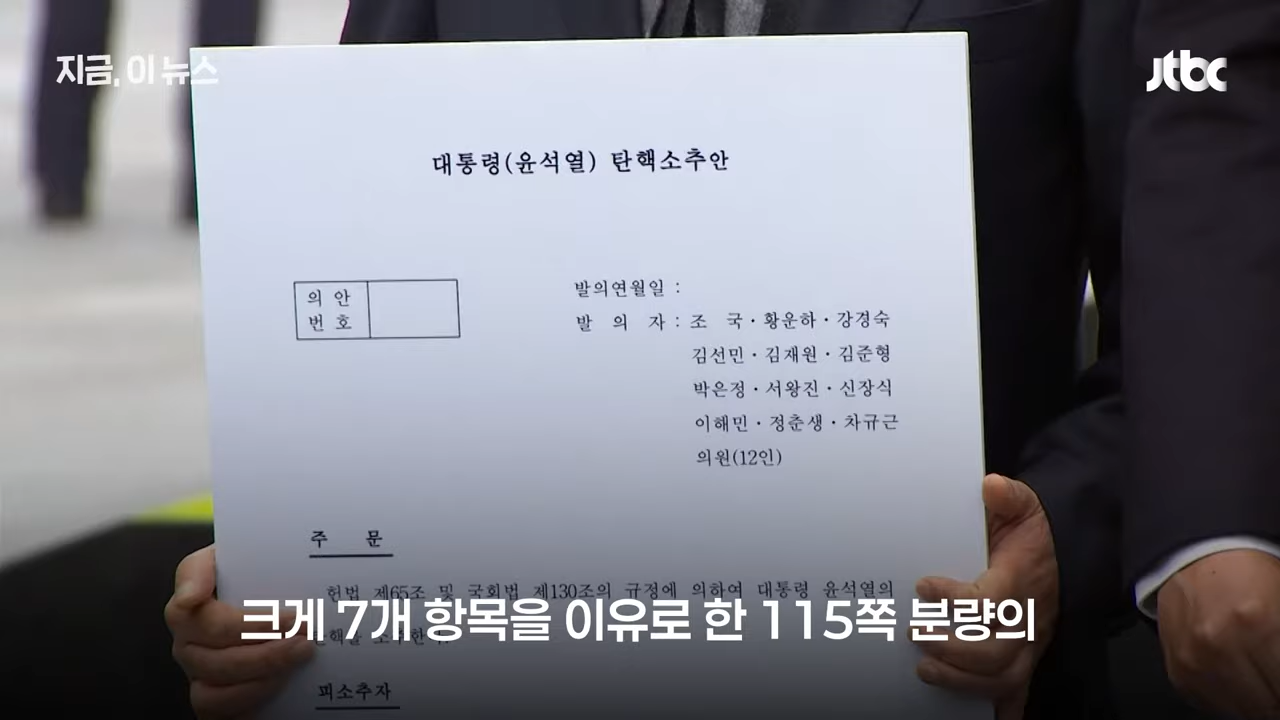 지금, 이 뉴스
jtbc
대통령(윤석열) 탄핵소추안
의 안
번 호
발의연월일 :
발 의 자 : 조 국·황운하·강경숙
김선민·김재원·김준형
박은정·서왕진·신장식
이해민·정춘생·차규근
의원(12인)
주 문
헌법 제65조 및 국회법 제130조의 규정에 의하여 대통령 윤석열의
탄핵을
크게 7개 항목을 이유로 한 115쪽 분량의
피소추자